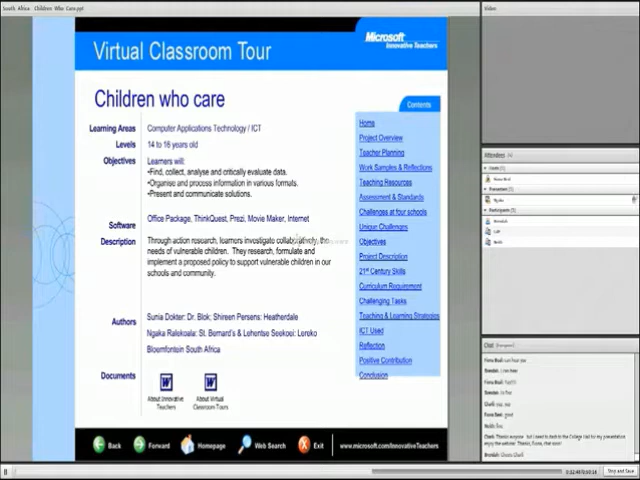 South Africa Children Who Care.ppt
Video
Virtual Classroom Tour
Microsoft
Innovative Teachers
Children who care
Contents
Learning Areas
Computer Applications Technology / ICT
Levels
14 to 16 years old
Objectives
Learners will:
•Find, collect, analyse and critically evaluate data.
•Organise and process information in various formats.
•Present and communicate solutions.
Software
Office Package, ThinkQuest, Prezi, Movie Maker, Internet
Description
Through action research, learners investigate collaboratively, the
needs of vulnerable children. They research, formulate and
implement a proposed policy to support vulnerable children in our
schools and community.
Authors
Sunia Dokter: Dr. Blok; Shireen Persens: Heatherdale
Ngaka Ralekoala: St. Bernard's & Lehentse Seekoei: Lereko
Bloemfontein South Africa
Documents
About Innovative
Teachers
About Virtual
Classroom Tours
Home
Project Overview
Teacher Planning
Work Samples & Reflections
Teaching Resources
Assessment & Standards
Challenges at four schools
Unique Challenges
Objectives
Project Description
21st Century Skills
Curriculum Requirement
Challenging Tasks
Teaching & Learning Strategies
ICT Used
Reflection
Positive Contribution
Conclusion
Back
Forward
Homepage
Web Search
Exit
www.microsoft.com/InnovativeTeachers
Attendees
Chat
Stop and Save